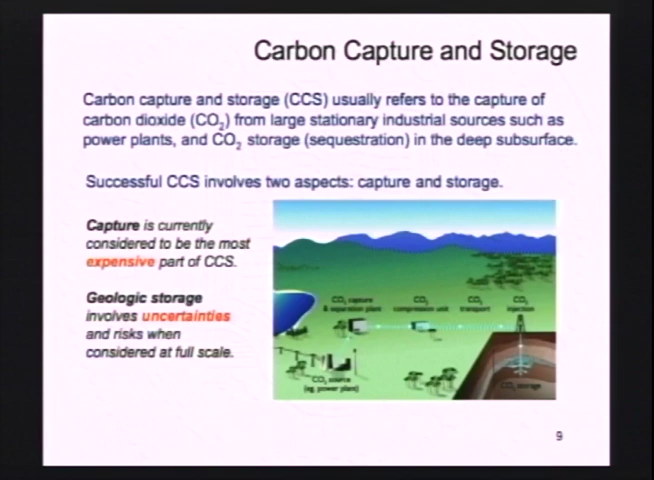 Carbon Capture and Storage
Carbon capture and storage (CCS) usually refers to the capture of
carbon dioxide (CO₂) from large stationary industrial sources such as
power plants, and CO₂ storage (sequestration) in the deep subsurface.
Successful CCS involves two aspects: capture and storage.
Capture is currently
considered to be the most
expensive part of CCS.
Geologic storage
involves uncertainties
and risks when
considered at full scale.
CO₂ capture
& separation plant
CO₂
compression unit
CO₂
transport
CO₂
injection
CO₂ source
(eg. power plant)
CO₂ storage
9